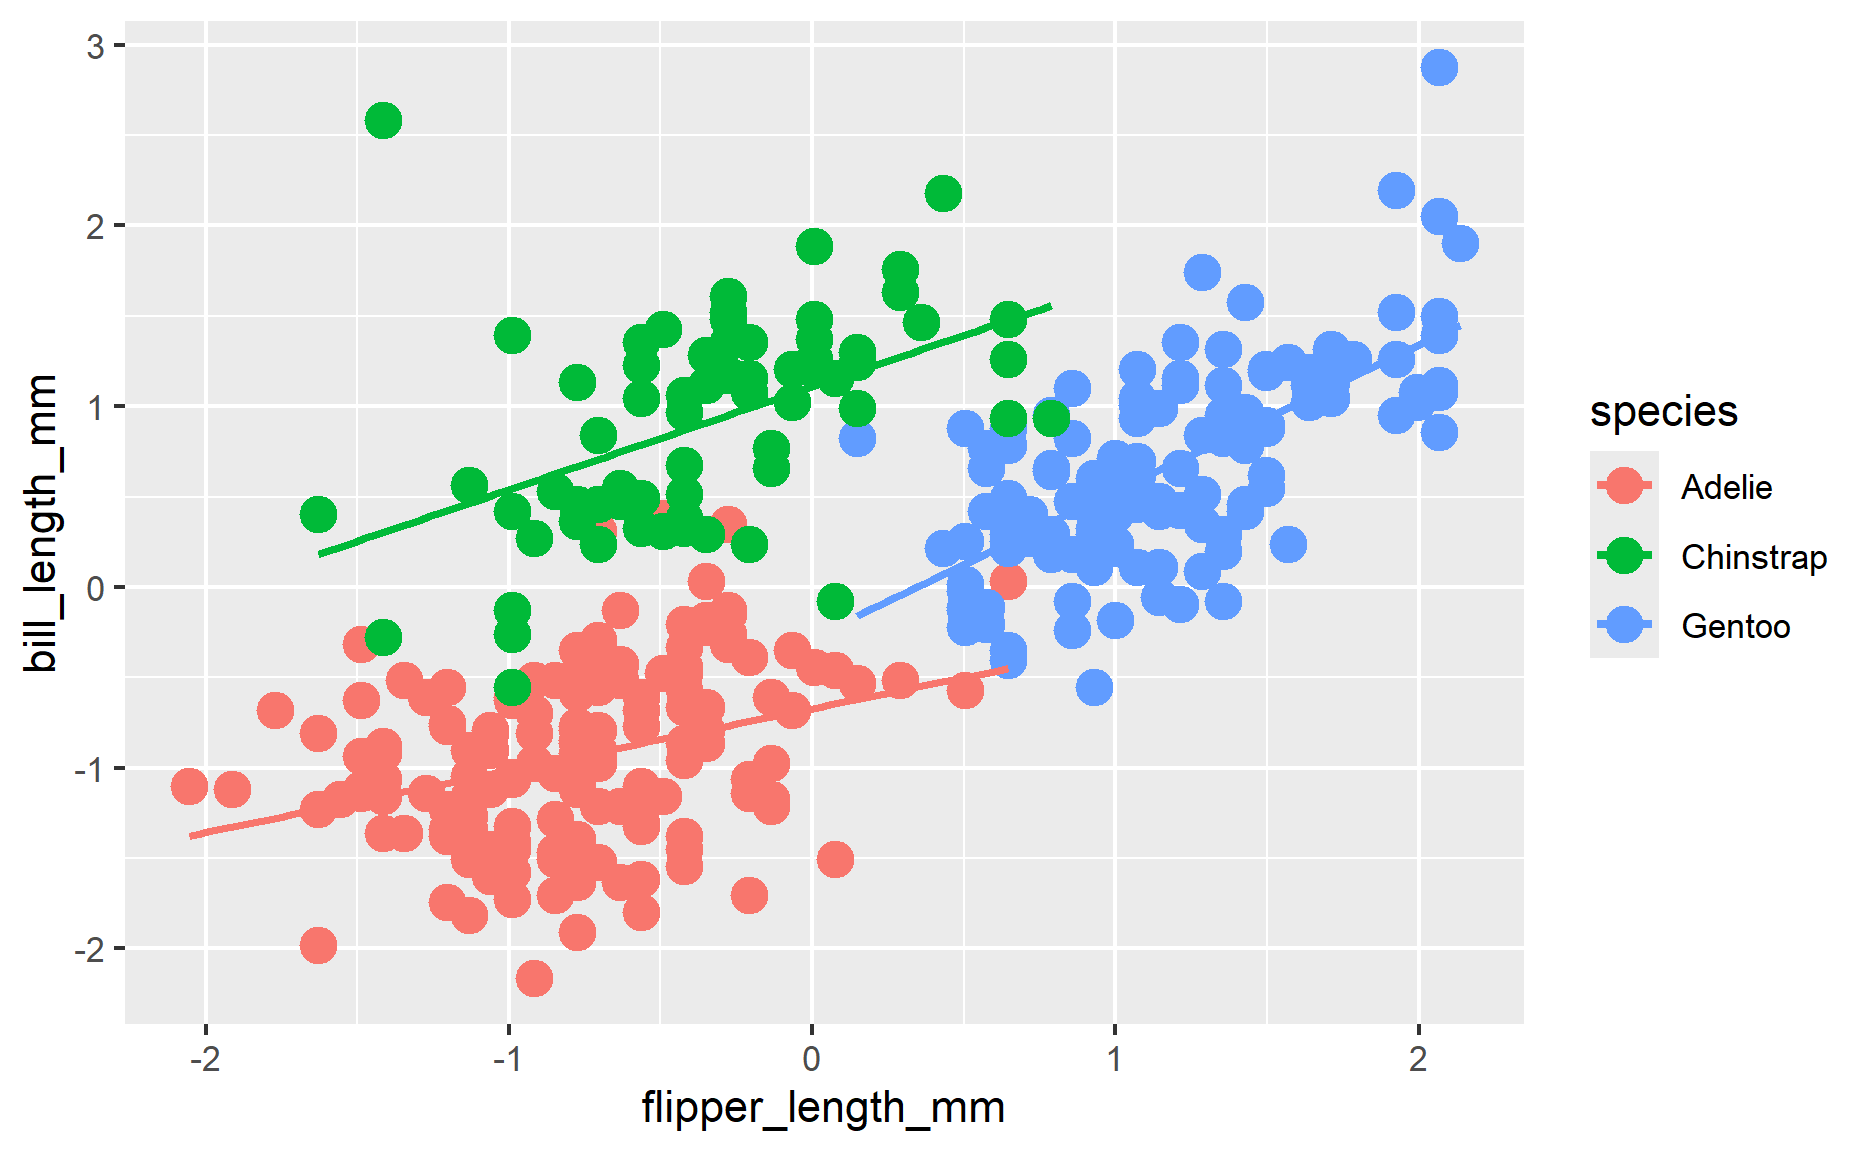 3
2
1
0
-1
-2
-2 -1 0 1 2
flipper_length_mm
bill_length_mm
species
Adelie
Chinstrap
Gentoo